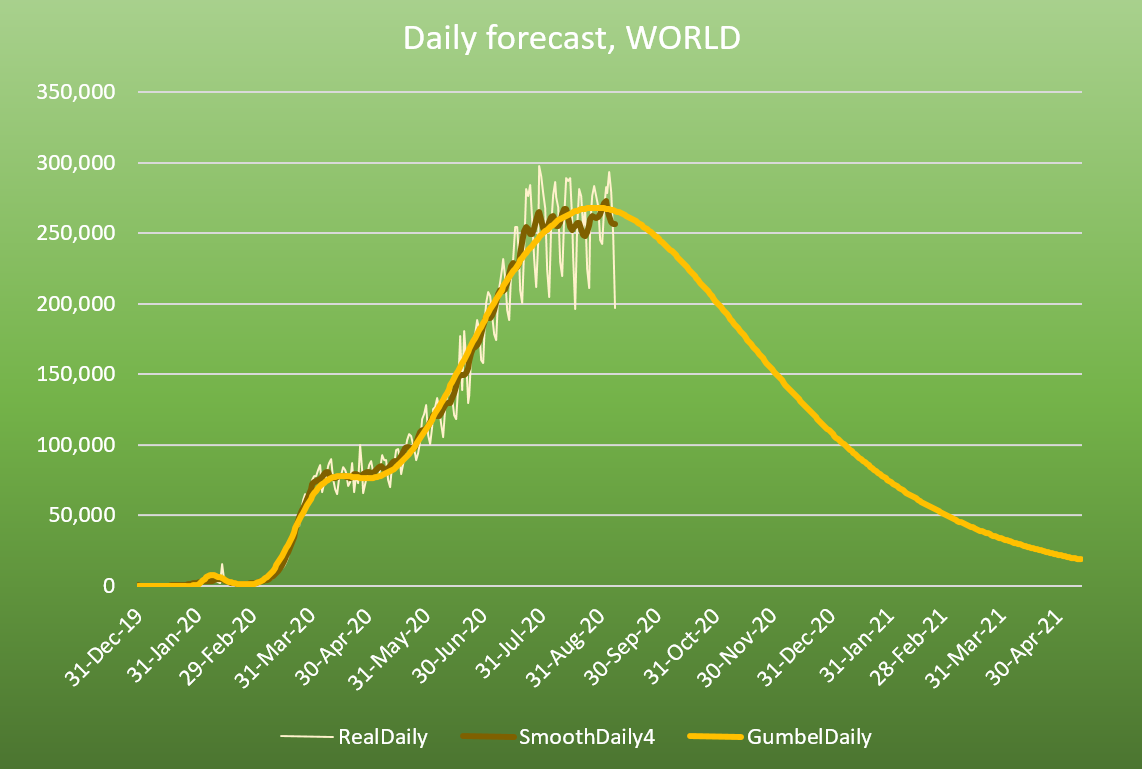 Daily forecast, WORLD
350,000
300,000
250,000
200,000
150,000
100,000
50,000
0
31-Dec-19
31-Jan-20
29-Feb-20
31-Mar-20
30-Apr-20
31-May-20
30-Jun-20
31-Jul-20
31-Aug-20
30-Sep-20
31-Oct-20
30-Nov-20
31-Dec-20
31-Jan-21
28-Feb-21
31-Mar-21
30-Apr-21
RealDaily SmoothDaily4 GumbelDaily